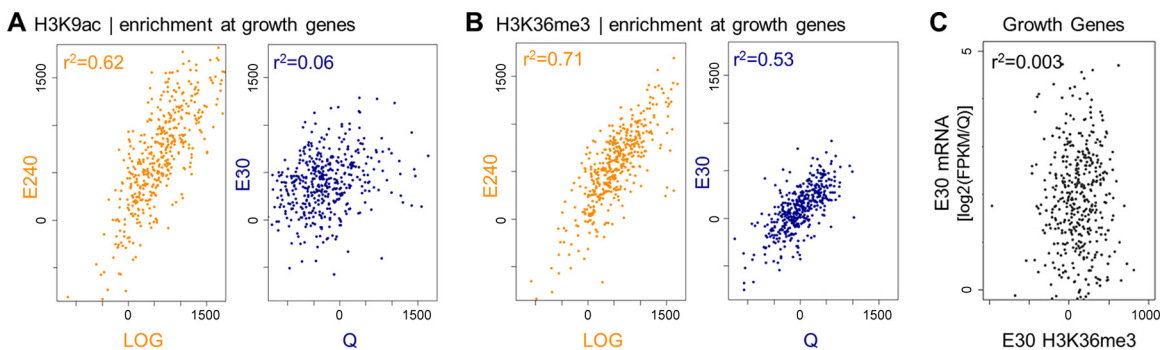 A H3K9ac | enrichment at growth genes
r²=0.62
1500
0
E240
0 1500
LOG
r²=0.06
1500
0
E30
0 1500
Q
B H3K36me3 | enrichment at growth genes
r²=0.71
1500
0
E240
0 1500
LOG
r²=0.53
1500
0
E30
0 1500
Q
C Growth Genes
r²=0.003
5
0
E30 mRNA
[log2(FPKM/Q)]
0 1000
E30 H3K36me3